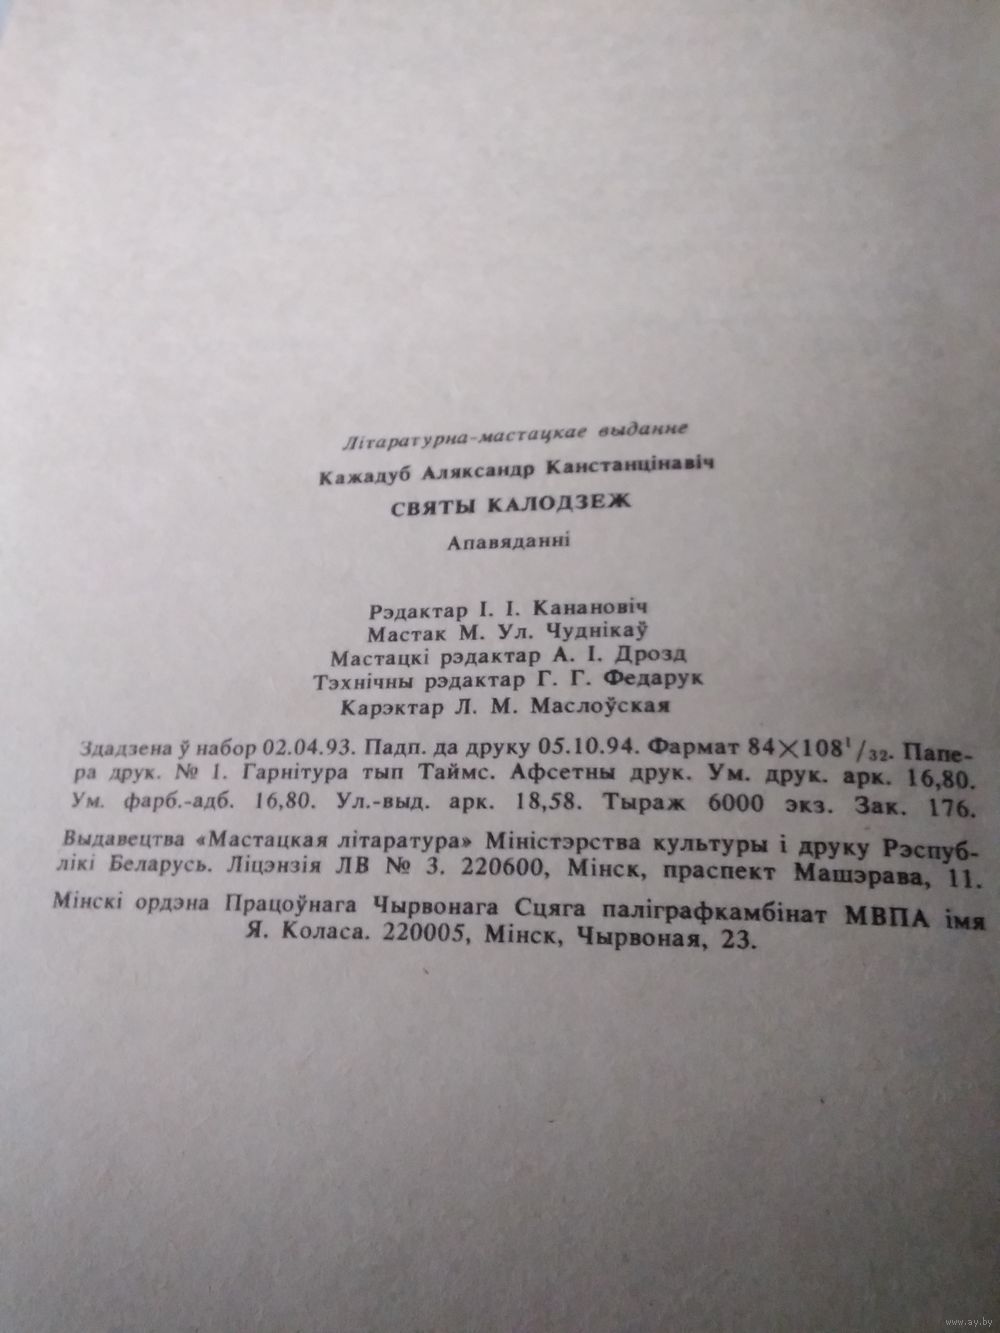 Літаратурна-мастацкае выданне
Кажадуб Аляксандр Канстанцінавіч
СВЯТЫ КАЛОДЗЕЖ
Апавяданні
Рэдактар І. І. Канановіч
Мастак М. Ул. Чуднікаў
Мастацкі рэдактар А. І. Дрозд
Тэхнічны рэдактар Г. Г. Федарук
Карэктар Л. М. Маслоўская
Здадзена ў набор 02.04.93. Падп. да друку 05.10.94. Фармат 84×108¹/₃₂. Папе-
ра друк. № 1. Гарнітура тып Таймс. Афсетны друк. Ум. друк. арк. 16,80.
Ум. фарб.-адб. 16,80. Ул.-выд. арк. 18,58. Тыраж 6000 экз. Зак. 176.
Выдавецтва «Мастацкая літаратура» Міністэрства культуры і друку Рэспуб-
лікі Беларусь. Ліцэнзія ЛВ № 3. 220600, Мінск, праспект Машэрава, 11.
Мінскі ордэна Працоўнага Чырвонага Сцяга паліграфкамбінат МВПА імя
Я. Коласа. 220005, Мінск, Чырвоная, 23.
www.ay.by